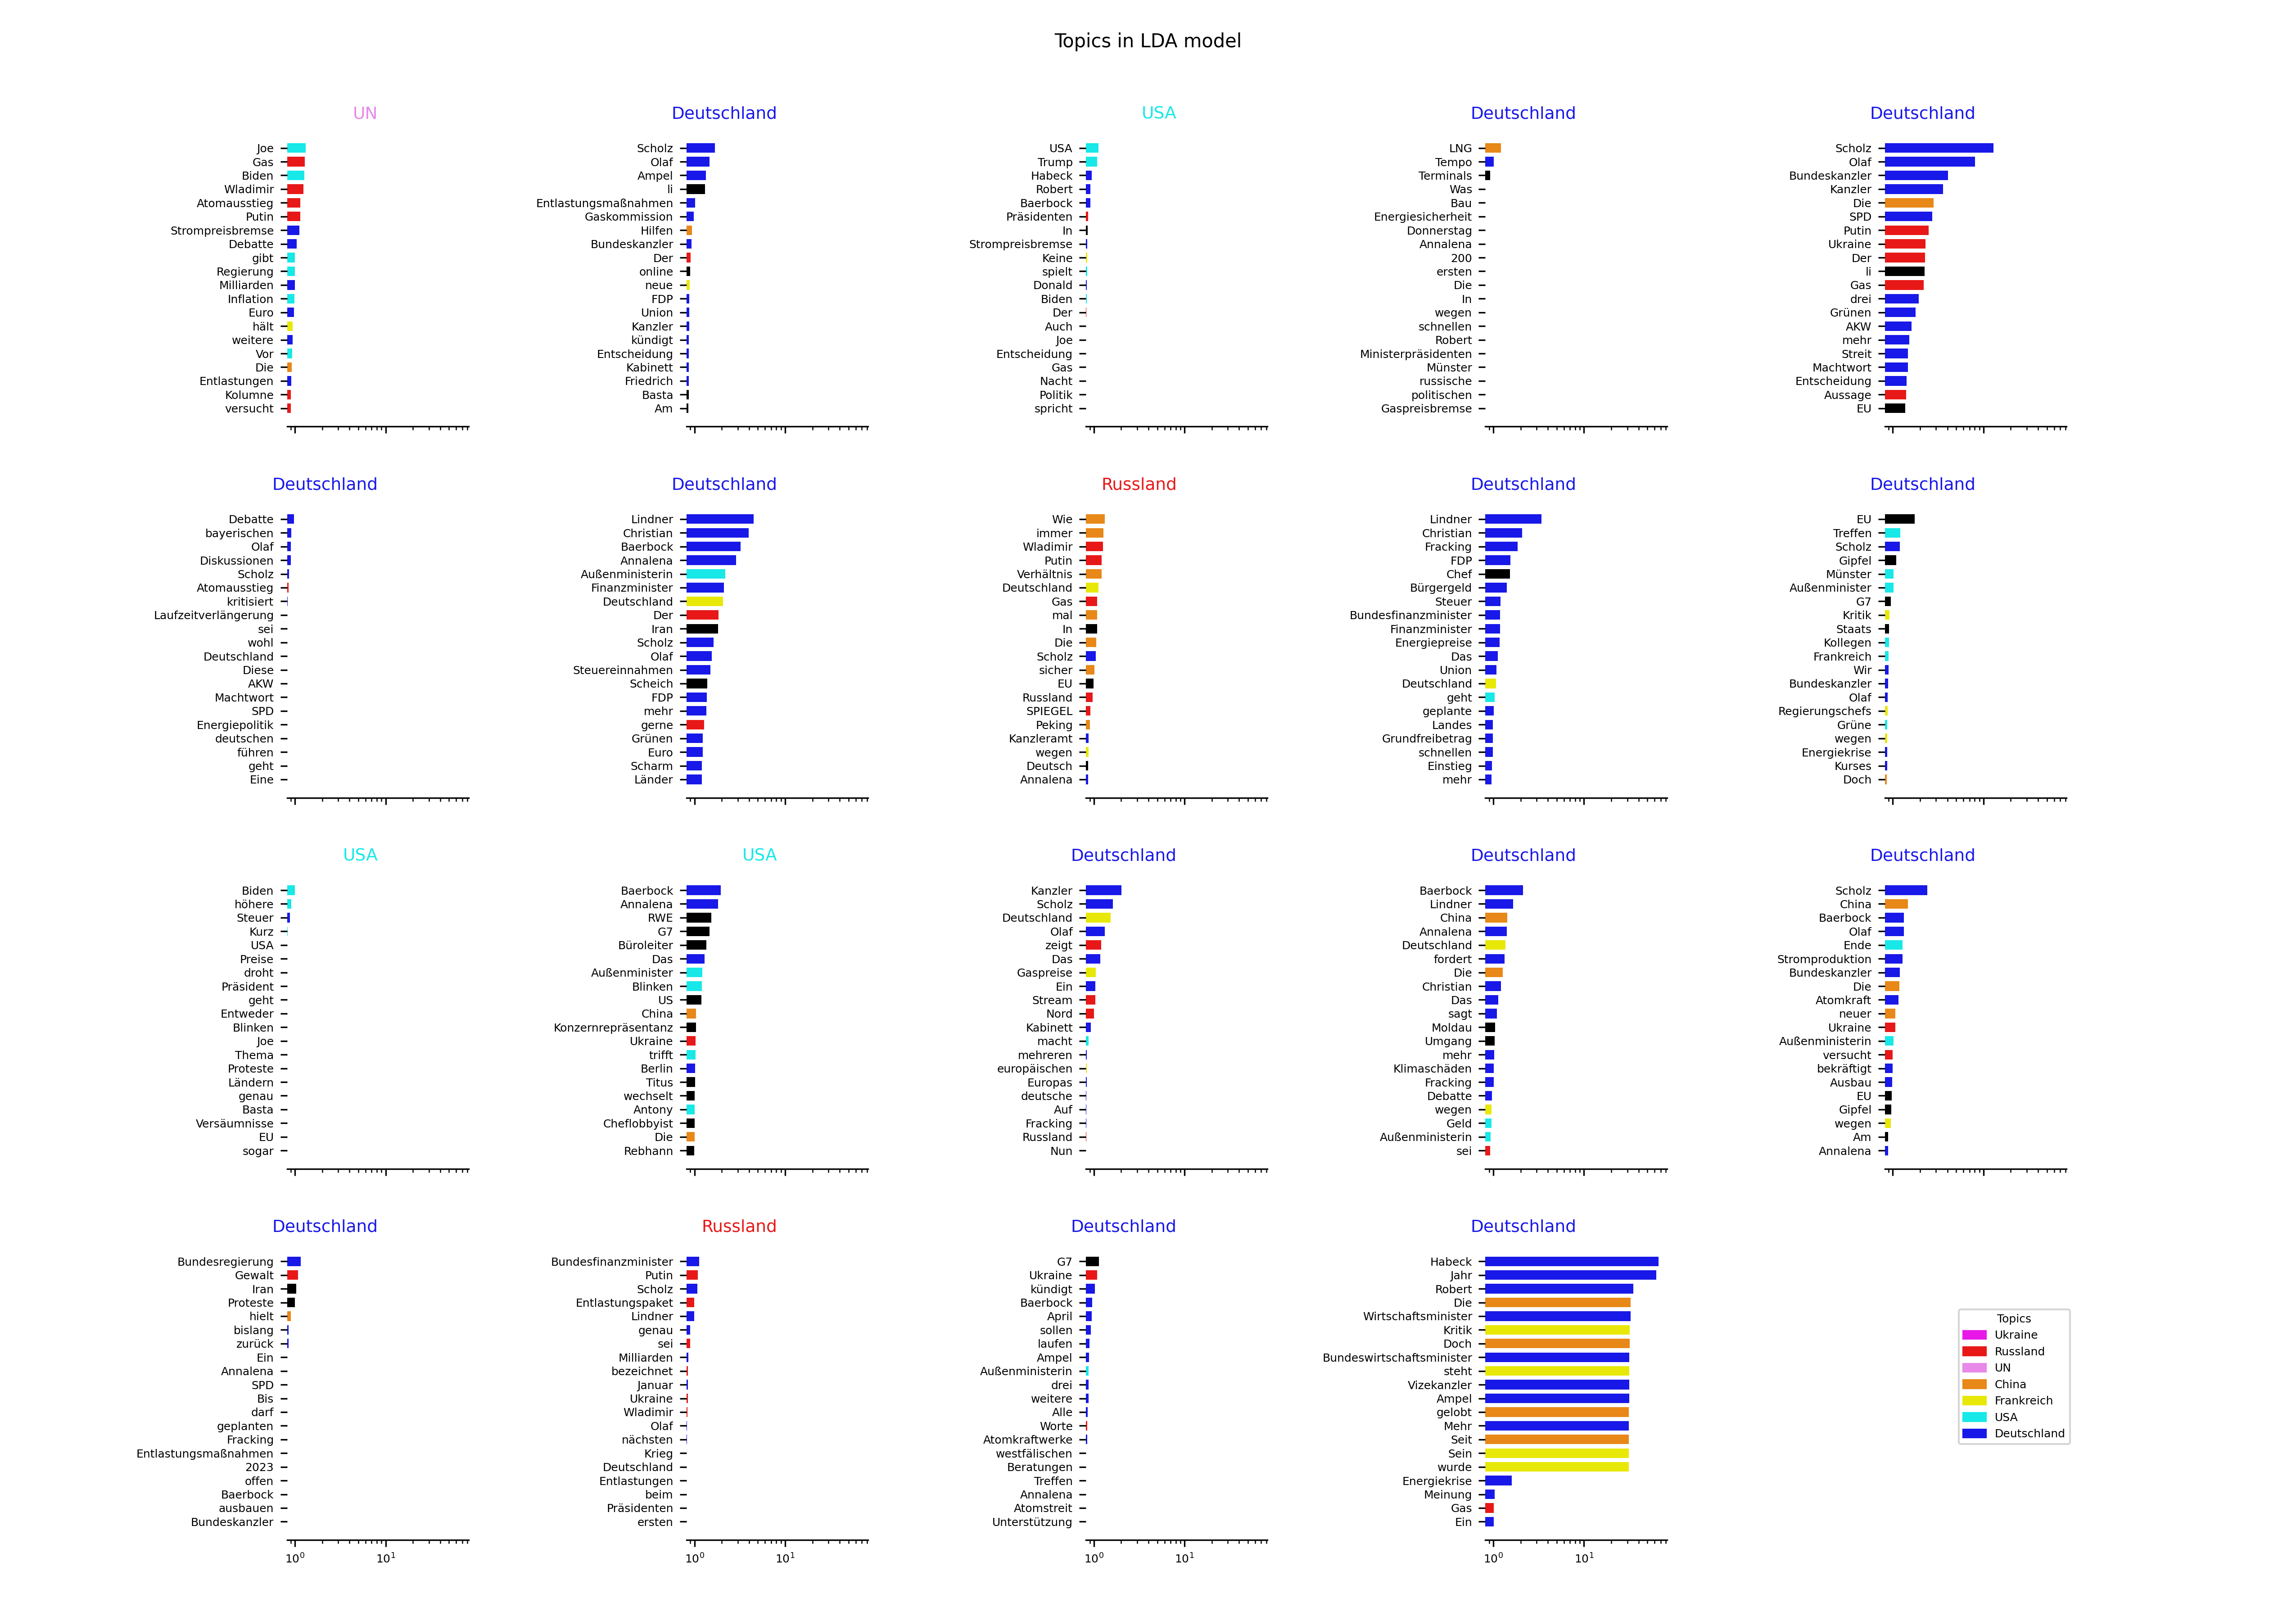 Topics in LDA model
UN
Joe
Gas
Biden
Wladimir
Atomausstieg
Putin
Strompreisbremse
Debatte
gibt
Regierung
Milliarden
Inflation
Euro
hält
weitere
Vor
Die
Entlastungen
Kolumne
versucht
Deutschland
Scholz
Olaf
Ampel
li
Entlastungsmaßnahmen
Gaskommission
Hilfen
Bundeskanzler
Der
online
neue
FDP
Union
Kanzler
kündigt
Entscheidung
Kabinett
Friedrich
Basta
Am
USA
USA
Trump
Habeck
Robert
Baerbock
Präsidenten
In
Strompreisbremse
Keine
spielt
Donald
Biden
Der
Auch
Joe
Entscheidung
Gas
Nacht
Politik
spricht
Deutschland
LNG
Tempo
Terminals
Was
Bau
Energiesicherheit
Donnerstag
Annalena
200
ersten
Die
In
wegen
schnellen
Robert
Ministerpräsidenten
Münster
russische
politischen
Gaspreisbremse
Deutschland
Scholz
Olaf
Bundeskanzler
Kanzler
Die
SPD
Putin
Ukraine
Der
li
Gas
drei
Grünen
AKW
mehr
Streit
Machtwort
Entscheidung
Aussage
EU
Deutschland
Debatte
bayerischen
Olaf
Diskussionen
Scholz
Atomausstieg
kritisiert
Laufzeitverlängerung
sei
wohl
Deutschland
Diese
AKW
Machtwort
SPD
Energiepolitik
deutschen
führen
geht
Eine
Deutschland
Lindner
Christian
Baerbock
Annalena
Außenministerin
Finanzminister
Deutschland
Der
Iran
Scholz
Olaf
Steuereinnahmen
Scheich
FDP
mehr
gerne
Grünen
Euro
Scharm
Länder
Russland
Wie
immer
Wladimir
Putin
Verhältnis
Deutschland
Gas
mal
In
Die
Scholz
sicher
EU
Russland
SPIEGEL
Peking
Kanzleramt
wegen
Deutsch
Annalena
Deutschland
Lindner
Christian
Fracking
FDP
Chef
Bürgergeld
Steuer
Bundesfinanzminister
Finanzminister
Energiepreise
Das
Union
Deutschland
geht
geplante
Landes
Grundfreibetrag
schnellen
Einstieg
mehr
Deutschland
EU
Treffen
Scholz
Gipfel
Münster
Außenminister
G7
Kritik
Staats
Kollegen
Frankreich
Wir
Bundeskanzler
Olaf
Regierungschefs
Grüne
wegen
Energiekrise
Kurses
Doch
USA
Biden
höhere
Steuer
Kurz
USA
Preise
droht
Präsident
geht
Entweder
Blinken
Joe
Thema
Proteste
Ländern
genau
Basta
Versäumnisse
EU
sogar
USA
Baerbock
Annalena
RWE
G7
Büroleiter
Das
Außenminister
Blinken
US
China
Konzernrepräsentanz
Ukraine
trifft
Berlin
Titus
wechselt
Antony
Cheflobbyist
Die
Rebhann
Deutschland
Kanzler
Scholz
Deutschland
Olaf
zeigt
Das
Gaspreise
Ein
Stream
Nord
Kabinett
macht
mehreren
europäischen
Europas
deutsche
Auf
Fracking
Russland
Nun
Deutschland
Baerbock
Lindner
China
Annalena
Deutschland
fordert
Die
Christian
Das
sagt
Moldau
Umgang
mehr
Klimaschäden
Fracking
Debatte
wegen
Geld
Außenministerin
sei
Deutschland
Scholz
China
Baerbock
Olaf
Ende
Stromproduktion
Bundeskanzler
Die
Atomkraft
neuer
Ukraine
Außenministerin
versucht
bekräftigt
Ausbau
EU
Gipfel
wegen
Am
Annalena
Deutschland
Bundesregierung
Gewalt
Iran
Proteste
hielt
bislang
zurück
Ein
Annalena
SPD
Bis
darf
geplanten
Fracking
Entlastungsmaßnahmen
2023
offen
Baerbock
ausbauen
Bundeskanzler
10⁰ 10¹
Russland
Bundesfinanzminister
Putin
Scholz
Entlastungspaket
Lindner
genau
sei
Milliarden
bezeichnet
Januar
Ukraine
Wladimir
Olaf
nächsten
Krieg
Deutschland
Entlastungen
beim
Präsidenten
ersten
10⁰ 10¹
Deutschland
G7
Ukraine
kündigt
Baerbock
April
sollen
laufen
Ampel
Außenministerin
drei
weitere
Alle
Worte
Atomkraftwerke
westfälischen
Beratungen
Treffen
Annalena
Atomstreit
Unterstützung
10⁰ 10¹
Deutschland
Habeck
Jahr
Robert
Die
Wirtschaftsminister
Kritik
Doch
Bundeswirtschaftsminister
steht
Vizekanzler
Ampel
gelobt
Mehr
Seit
Sein
wurde
Energiekrise
Meinung
Gas
Ein
10⁰ 10¹
Topics
Ukraine
Russland
UN
China
Frankreich
USA
Deutschland